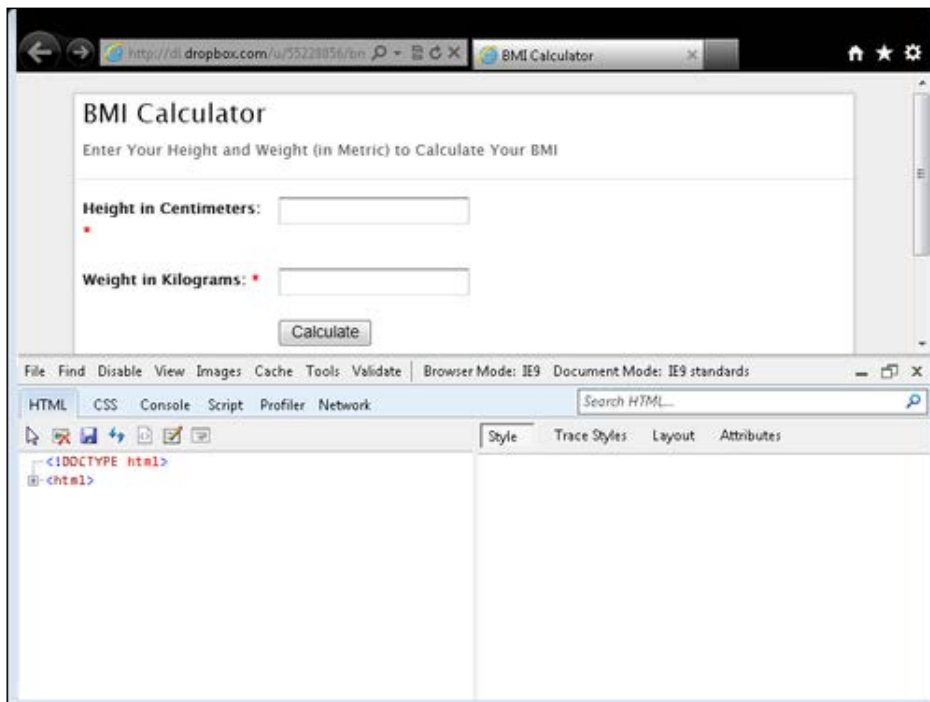 http://dl.dropbox.com/u/55228056/bn
BMI Calculator
BMI Calculator
Enter Your Height and Weight (in Metric) to Calculate Your BMI
Height in Centimeters:
*
Weight in Kilograms: *
Calculate
File Find Disable View Images Cache Tools Validate Browser Mode: IE9 Document Mode: IE9 standards
HTML CSS Console Script Profiler Network
Search HTML...
Style Trace Styles Layout Attributes
<!DOCTYPE html>
<html>